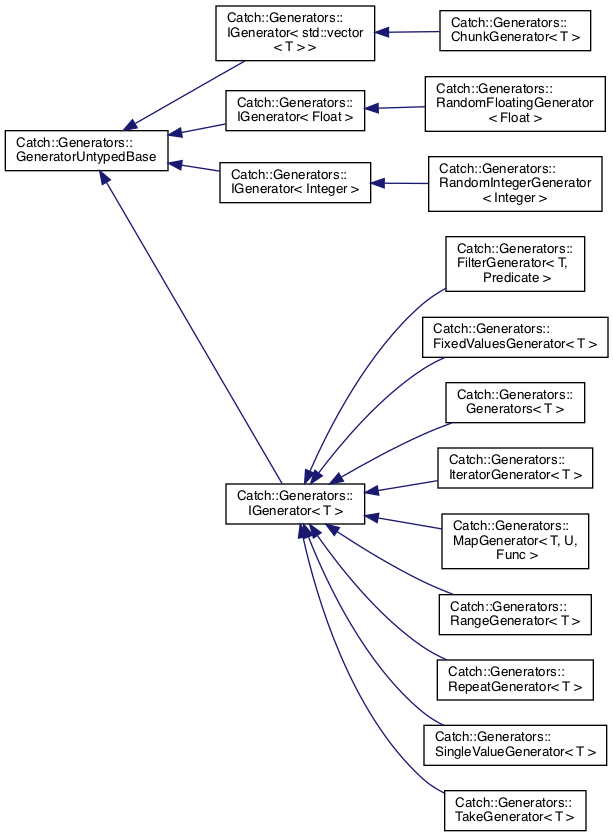 Catch::Generators::
GeneratorUntypedBase
Catch::Generators::
IGenerator< std::vector
< T > >
Catch::Generators::
ChunkGenerator< T >
Catch::Generators::
IGenerator< Float >
Catch::Generators::
RandomFloatingGenerator
< Float >
Catch::Generators::
IGenerator< Integer >
Catch::Generators::
RandomIntegerGenerator
< Integer >
Catch::Generators::
IGenerator< T >
Catch::Generators::
FilterGenerator< T,
Predicate >
Catch::Generators::
FixedValuesGenerator< T >
Catch::Generators::
Generators< T >
Catch::Generators::
IteratorGenerator< T >
Catch::Generators::
MapGenerator< T, U,
Func >
Catch::Generators::
RangeGenerator< T >
Catch::Generators::
RepeatGenerator< T >
Catch::Generators::
SingleValueGenerator< T >
Catch::Generators::
TakeGenerator< T >